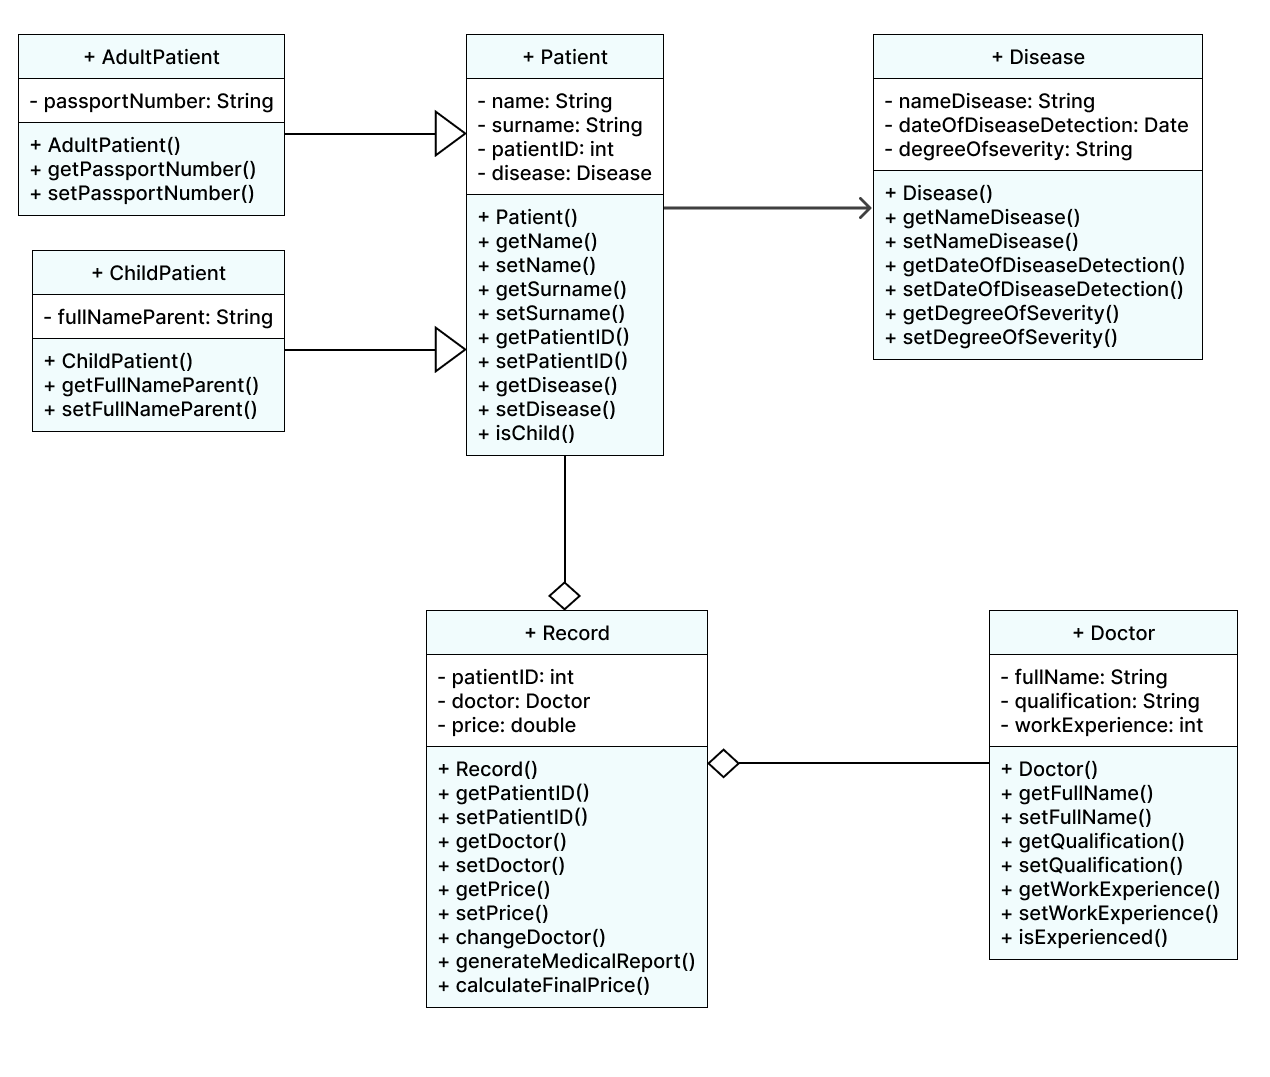 + AdultPatient
- passportNumber: String
+ AdultPatient()
+ getPassportNumber()
+ setPassportNumber()
+ ChildPatient
- fullNameParent: String
+ ChildPatient()
+ getFullNameParent()
+ setFullNameParent()
+ Patient
- name: String
- surname: String
- patientID: int
- disease: Disease
+ Patient()
+ getName()
+ setName()
+ getSurname()
+ setSurname()
+ getPatientID()
+ setPatientID()
+ getDisease()
+ setDisease()
+ isChild()
+ Disease
- nameDisease: String
- dateOfDiseaseDetection: Date
- degreeOfseverity: String
+ Disease()
+ getNameDisease()
+ setNameDisease()
+ getDateOfDiseaseDetection()
+ setDateOfDiseaseDetection()
+ getDegreeOfSeverity()
+ setDegreeOfSeverity()
+ Record
- patientID: int
- doctor: Doctor
- price: double
+ Record()
+ getPatientID()
+ setPatientID()
+ getDoctor()
+ setDoctor()
+ getPrice()
+ setPrice()
+ changeDoctor()
+ generateMedicalReport()
+ calculateFinalPrice()
+ Doctor
- fullName: String
- qualification: String
- workExperience: int
+ Doctor()
+ getFullName()
+ setFullName()
+ getQualification()
+ setQualification()
+ getWorkExperience()
+ setWorkExperience()
+ isExperienced()